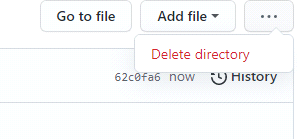 Go to file Add file ...
Delete directory
62c0fa6 now History